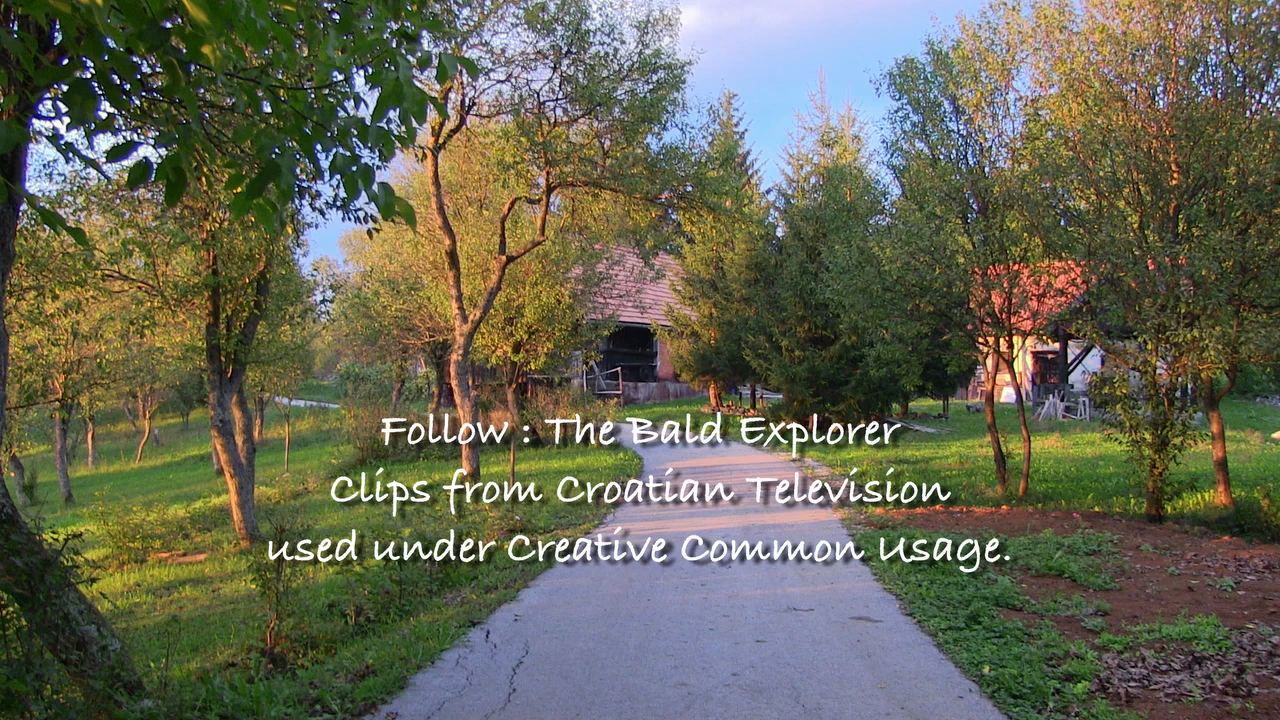 Follow : The Bald Explorer
Clips from Croatian Television
used under Creative Common Usage.